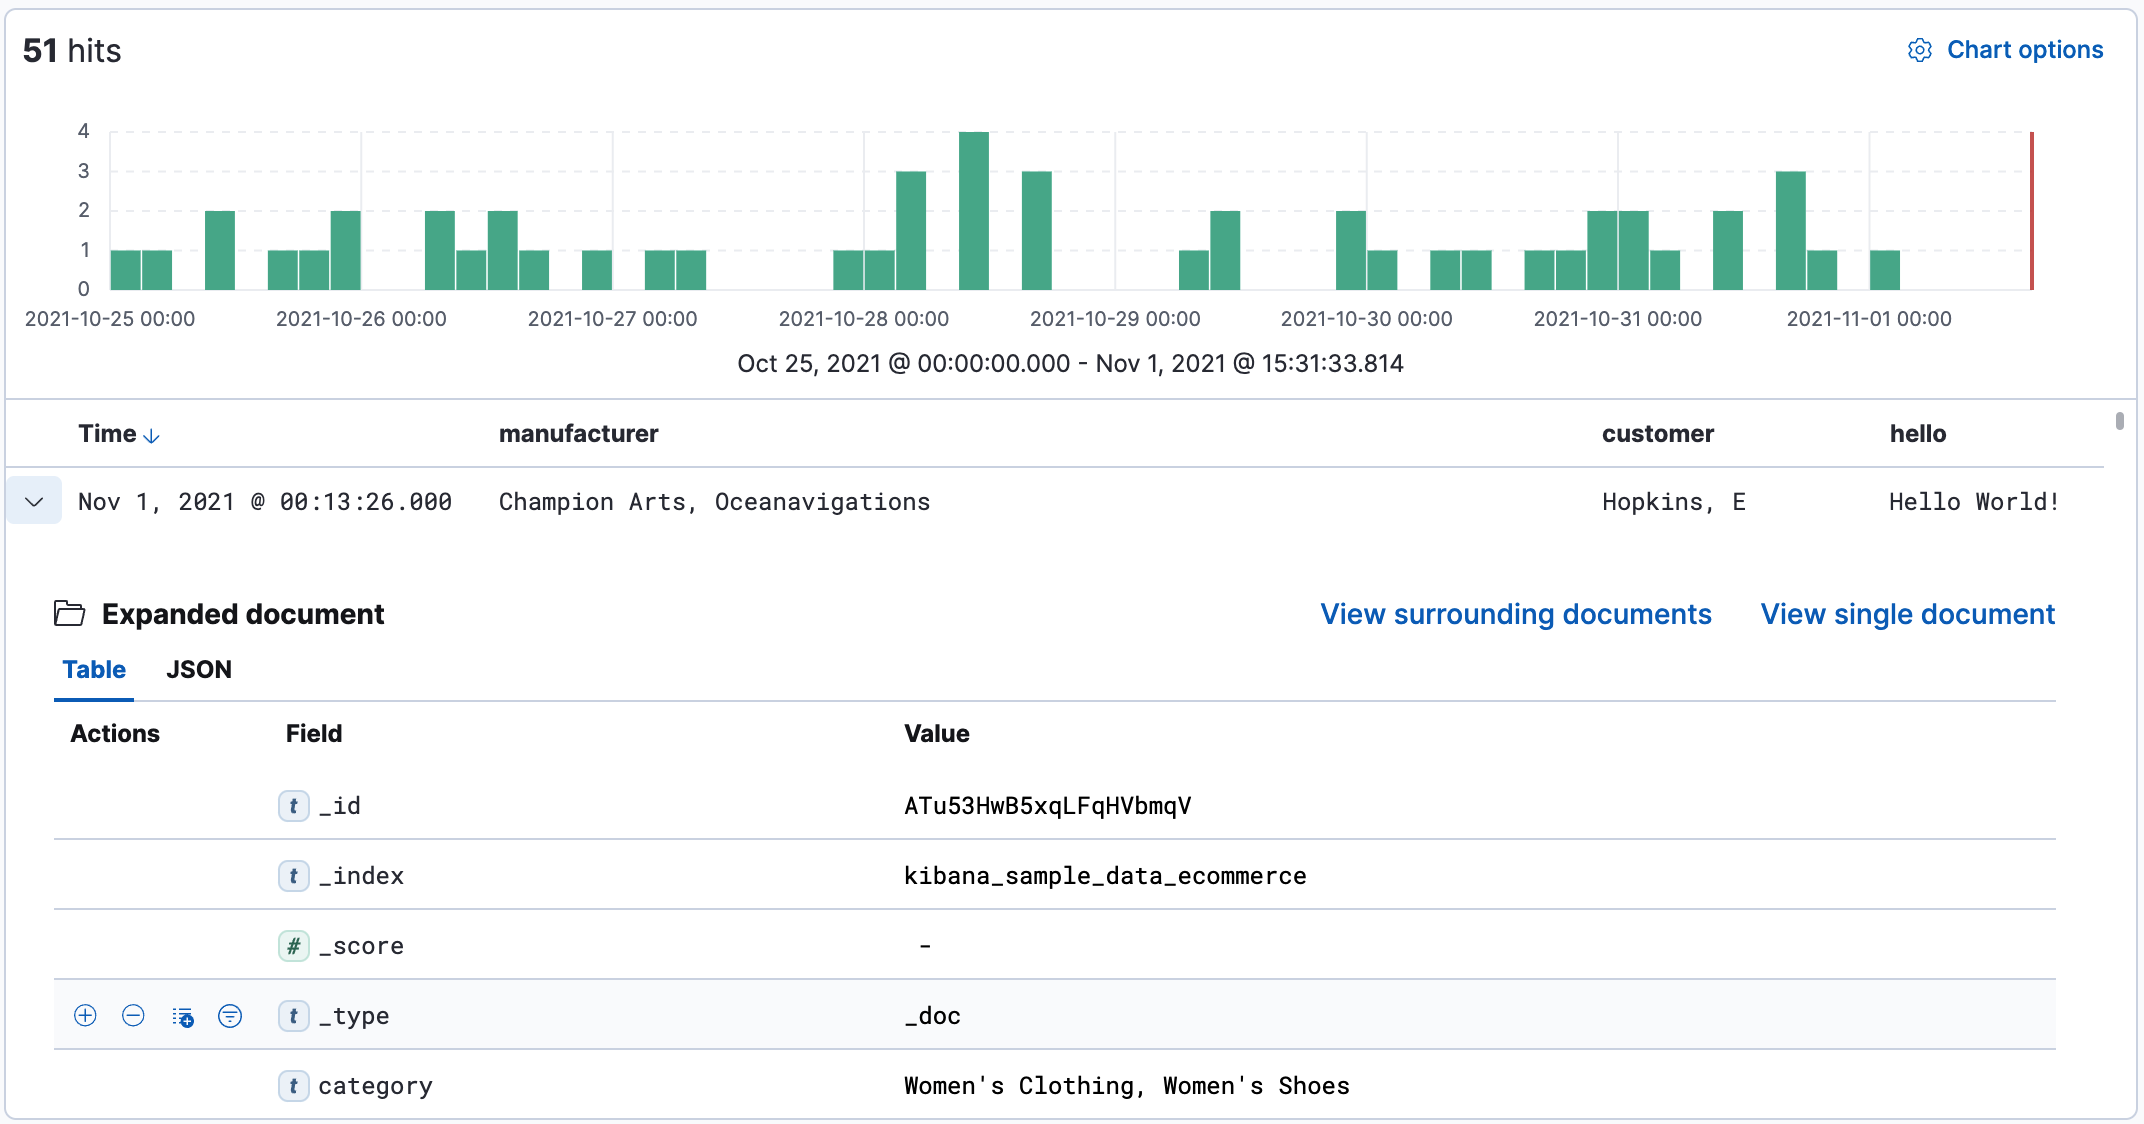 51 hits
Chart options
4
3
2
1
0
2021-10-25 00:00 2021-10-26 00:00 2021-10-27 00:00 2021-10-28 00:00 2021-10-29 00:00 2021-10-30 00:00 2021-10-31 00:00 2021-11-01 00:00
Oct 25, 2021 @ 00:00:00.000 - Nov 1, 2021 @ 15:31:33.814
Time manufacturer customer hello
Nov 1, 2021 @ 00:13:26.000 Champion Arts, Oceanavigations Hopkins, E Hello World!
Expanded document View surrounding documents View single document
Table JSON
Actions Field Value
t _id ATu53HwB5xqLFqHVbmqV
t _index kibana_sample_data_ecommerce
# _score -
t _type _doc
t category Women's Clothing, Women's Shoes